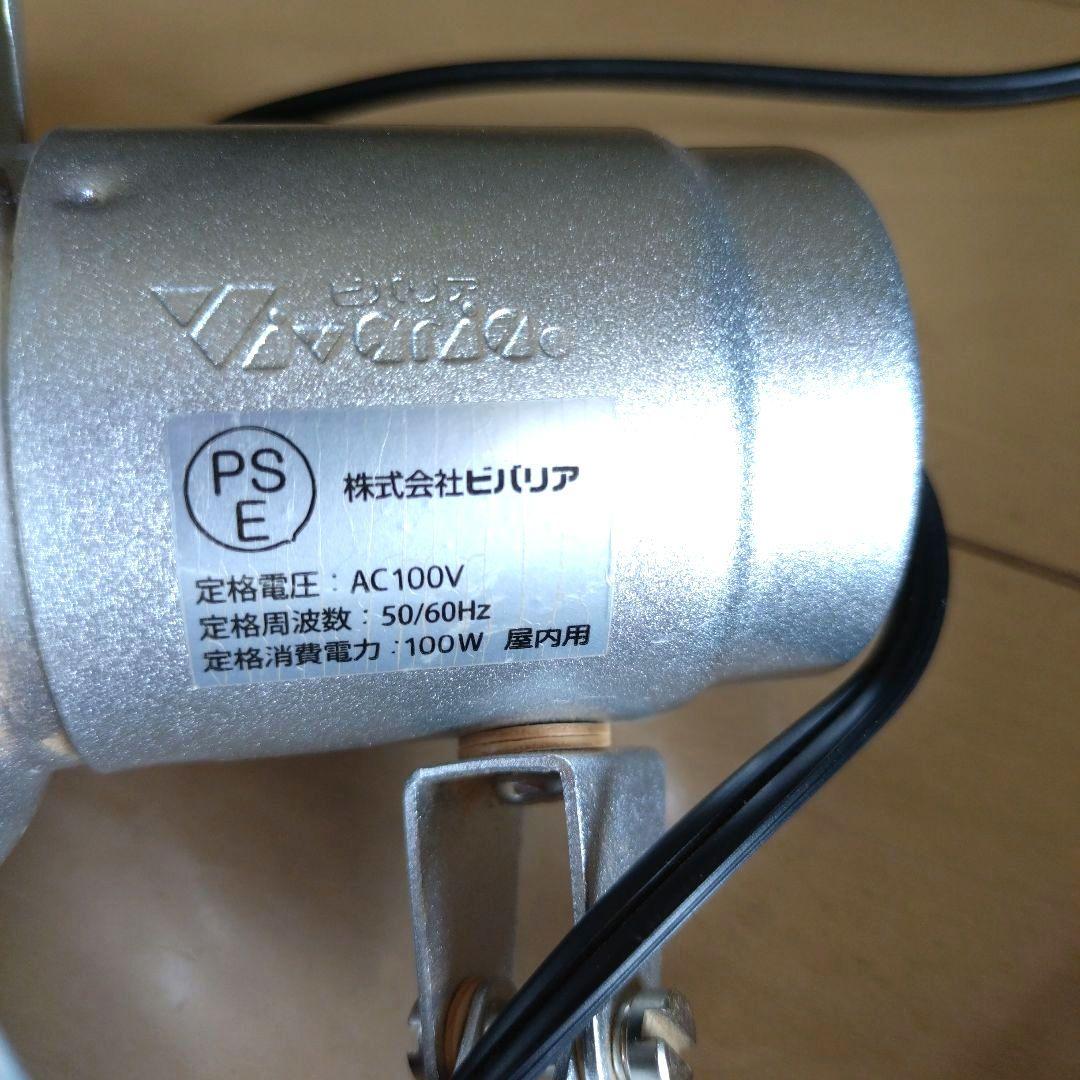 ビバリア
Vivaria.
PS
E
株式会社ビバリア
定格電圧：AC100V
定格周波数：50/60Hz
定格消費電力：100W 屋内用